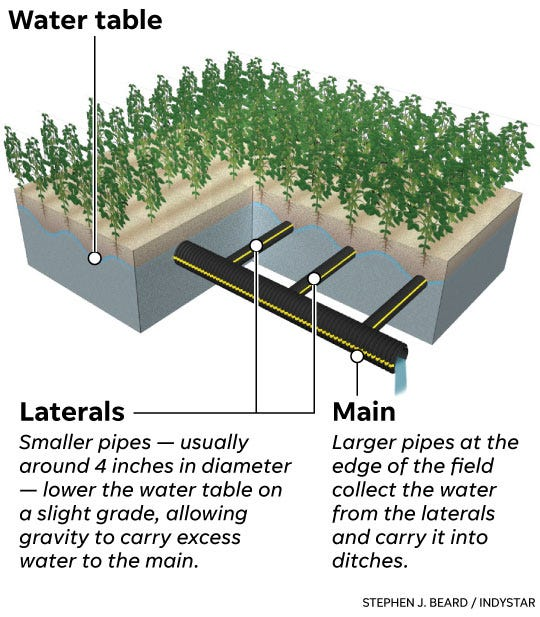 Water table
Laterals
Smaller pipes — usually
around 4 inches in diameter
— lower the water table on
a slight grade, allowing
gravity to carry excess
water to the main.
Main
Larger pipes at the
edge of the field
collect the water
from the laterals
and carry it into
ditches.
STEPHEN J. BEARD / INDYSTAR